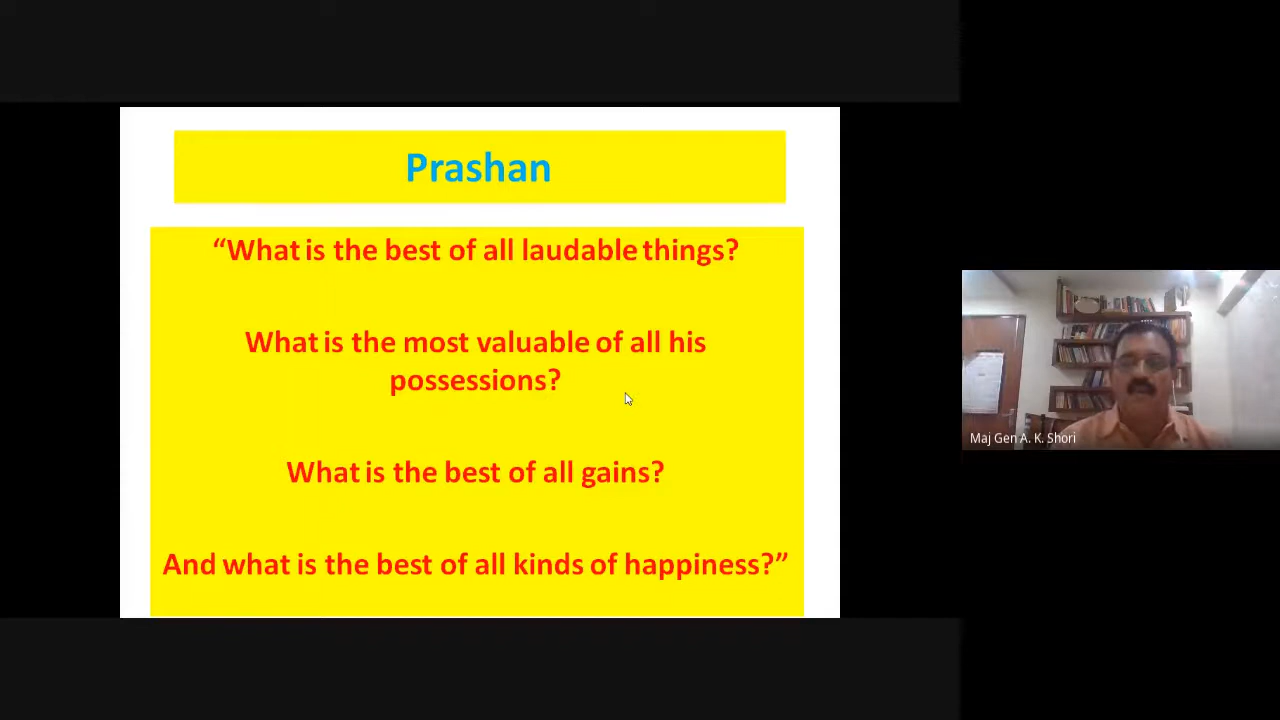 Prashan
“What is the best of all laudable things?
What is the most valuable of all his
possessions?
What is the best of all gains?
And what is the best of all kinds of happiness?”
Maj Gen A. K. Shori